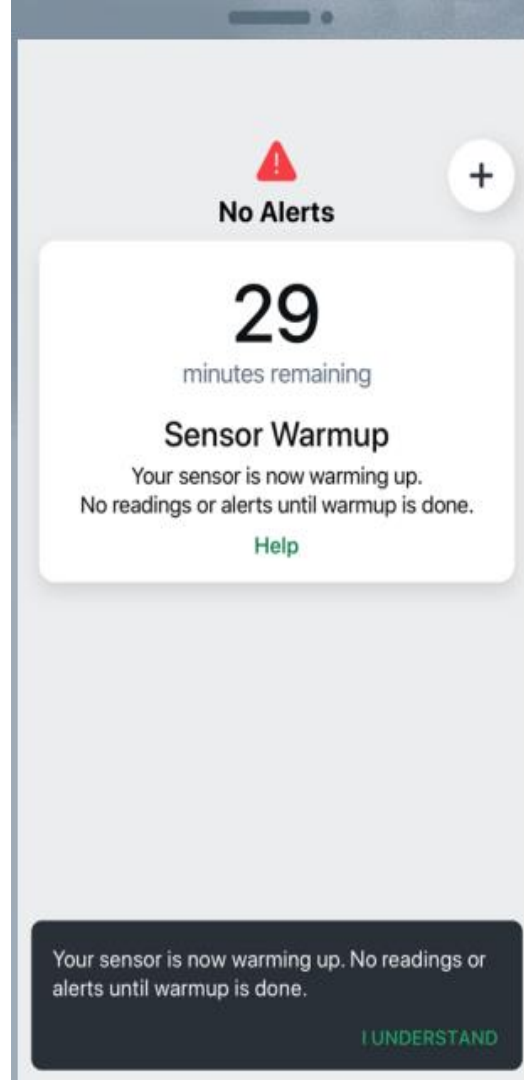 No Alerts
29
minutes remaining
Sensor Warmup
Your sensor is now warming up.
No readings or alerts until warmup is done.
Help
Your sensor is now warming up. No readings or
alerts until warmup is done.
I UNDERSTAND